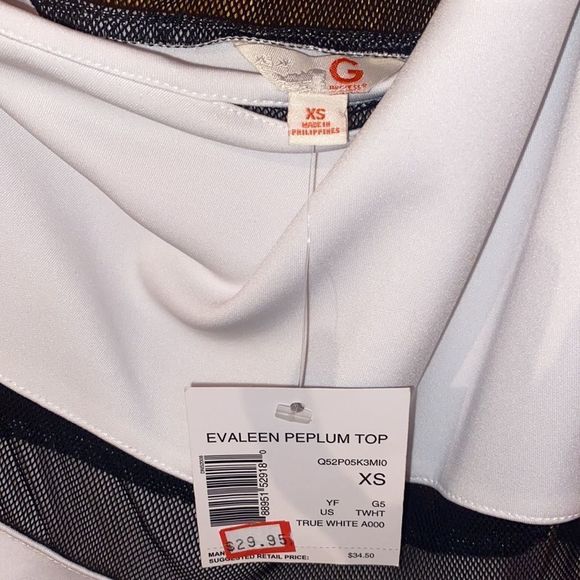 G
XS
MADE IN
PHILIPPINES
EVALEEN PEPLUM TOP
Q52P05K3MI0
XS
YF G5
US TWHT
TRUE WHITE A000
$29.95
SUGGESTED RETAIL PRICE: $34.50